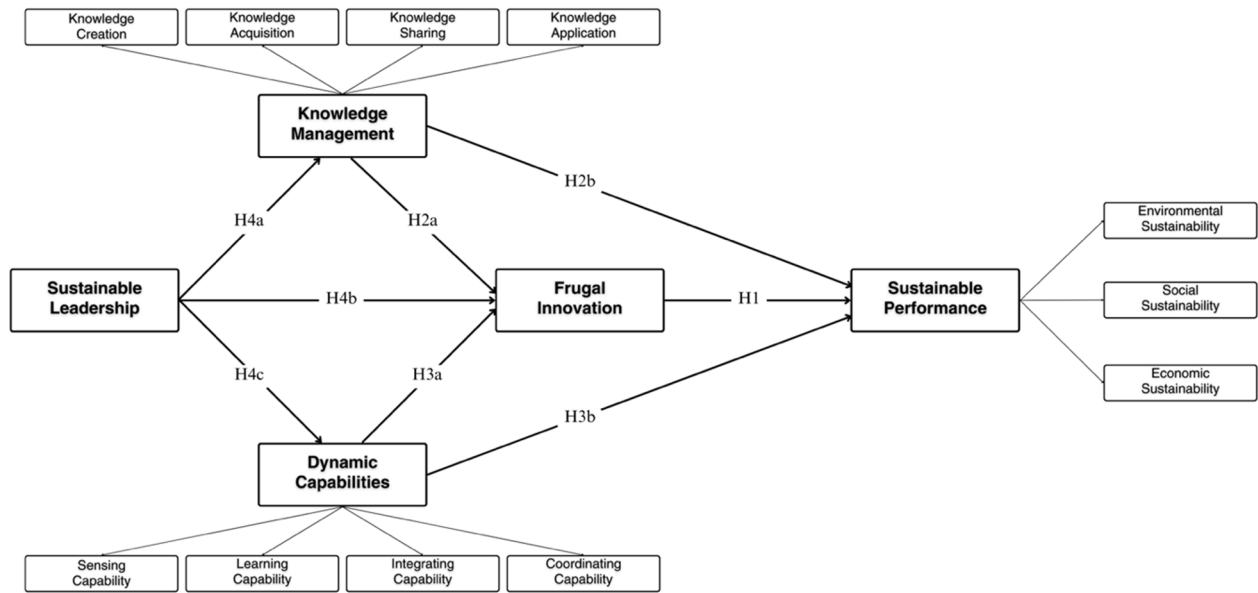 Knowledge
Creation
Knowledge
Acquisition
Knowledge
Sharing
Knowledge
Application
Knowledge
Management
H2b
H4a
H2a
Environmental
Sustainability
Sustainable
Leadership
H4b
Frugal
Innovation
H1
Sustainable
Performance
Social
Sustainability
H4c
H3a
Economic
Sustainability
H3b
Dynamic
Capabilities
Sensing
Capability
Learning
Capability
Integrating
Capability
Coordinating
Capability